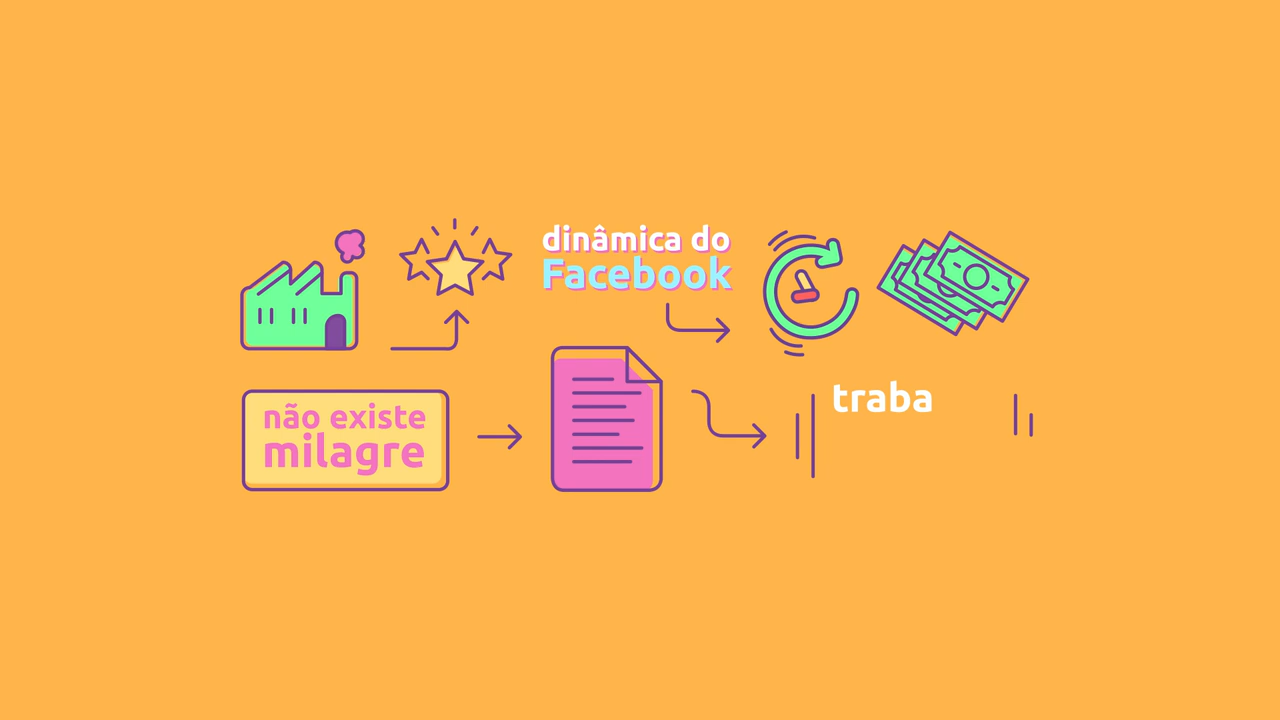 dinâmica do
Facebook
traba
não existe
milagre